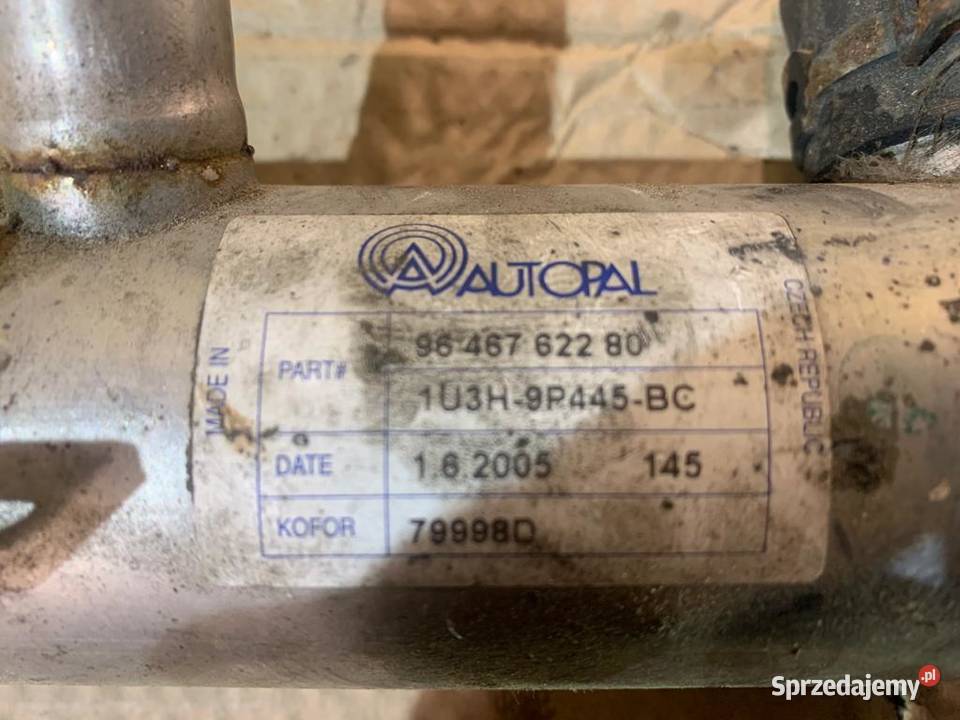 AUTOPAL
MADE IN
CZECH REPUBLIC
PART#
96 467 622 80
1U3H-9P445-BC
DATE
1.6.2005 145
KOFOR
79998D
Sprzedajemy.pl